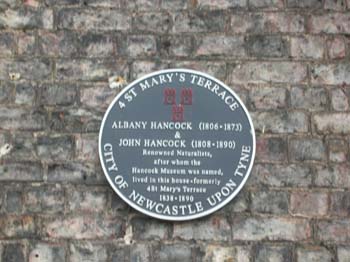 4 ST MARY'S TERRACE
ALBANY HANCOCK (1806-1873)
&
JOHN HANCOCK (1808-1890)
Renowned Naturalists,
after whom the
Hancock Museum was named,
lived in this house-formerly
4 St Mary's Terrace
1838-1890
CITY OF NEWCASTLE UPON TYNE